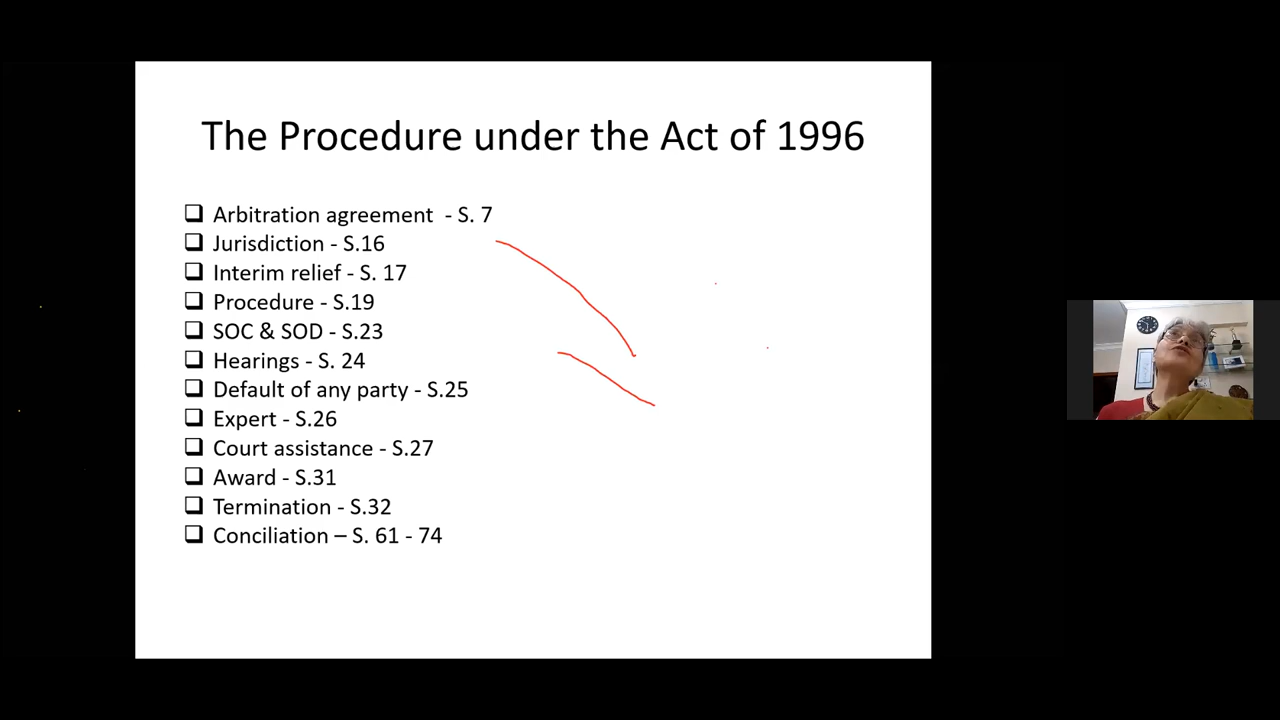 The Procedure under the Act of 1996
Arbitration agreement - S. 7
Jurisdiction - S.16
Interim relief - S. 17
Procedure - S.19
SOC & SOD - S.23
Hearings - S. 24
Default of any party - S.25
Expert - S.26
Court assistance - S.27
Award - S.31
Termination - S.32
Conciliation – S. 61 - 74